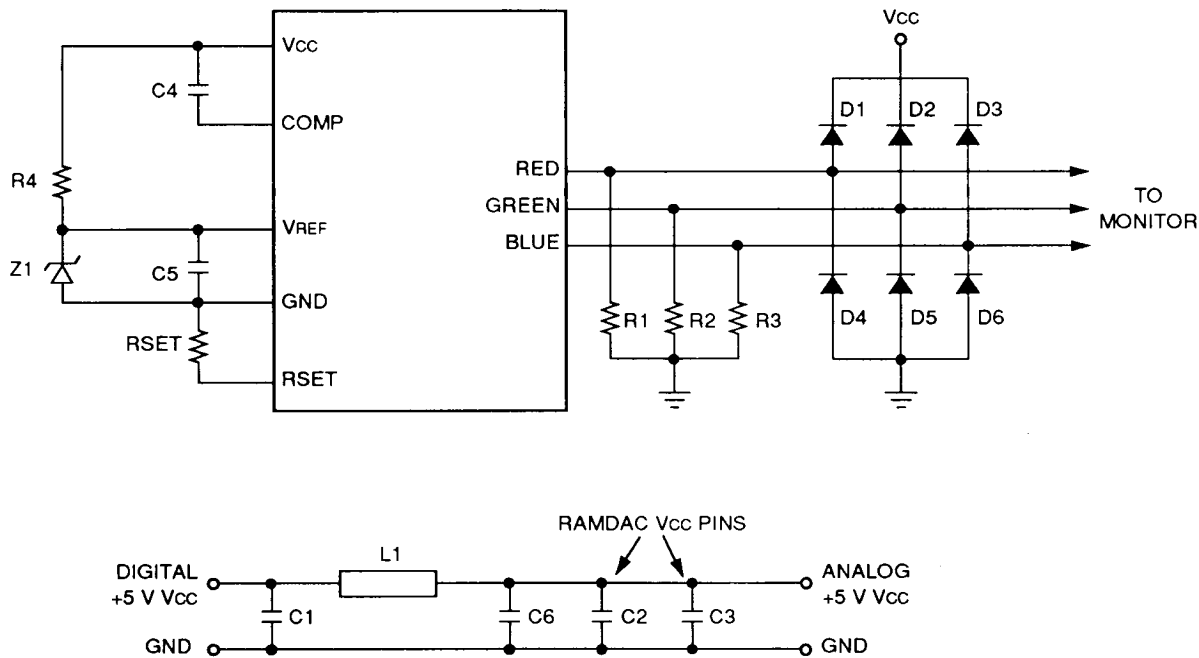 VCC
VCC
C4
COMP
D1
D2
D3
R4
RED
GREEN
BLUE
TO
MONITOR
VREF
Z1
C5
GND
RSET
RSET
R1
R2
R3
D4
D5
D6
RAMDAC VCC PINS
L1
DIGITAL
+5 V VCC
ANALOG
+5 V VCC
C1
C6
C2
C3
GND
GND